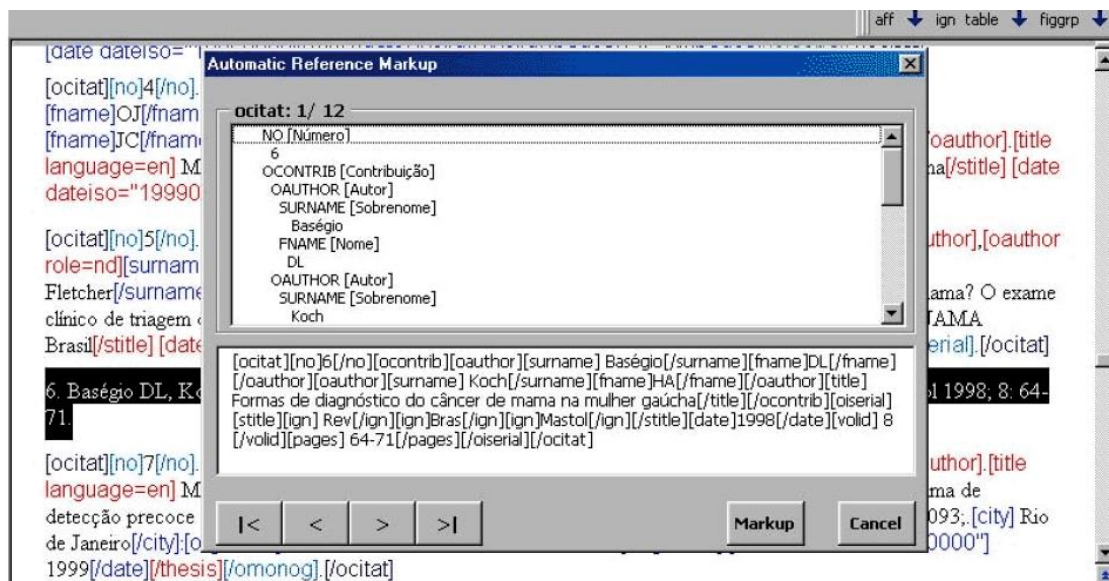 aff ign table figgrp
[date dateiso="
Automatic Reference Markup
[ocitat][no]4[/no].
[fname]OJ[/fnam
[fname]JC[/fnam
[/oauthor].[title
language=en] M
na[/stitle] [date
dateiso="19990
ocitat: 1/ 12
NO [Número]
6
OCONTRIB [Contribuição]
OAUTHOR [Autor]
SURNAME [Sobrenome]
Baségio
FNAME [Nome]
DL
OAUTHOR [Autor]
SURNAME [Sobrenome]
Koch
[ocitat][no]5[/no].
uthor],[oauthor
role=nd][surnam
Fletcher[/surname
ama? O exame
clínico de triagem
JAMA
Brasil[/stitle] [date
erial].[/ocitat]
6. Baségio DL, Ko
ol 1998; 8: 64-
71.
[ocitat][no]6[/no][ocontrib][oauthor][surname] Baségio[/surname][fname]DL[/fname]
[/oauthor][oauthor][surname] Koch[/surname][fname]HA[/fname][/oauthor][title]
Formas de diagnóstico do câncer de mama na mulher gaúcha[/title][/ocontrib][oiserial]
[stitle][ign] Rev[/ign][ign]Bras[/ign][ign]Mastol[/ign][/stitle][date]1998[/date][volid] 8
[/volid][pages] 64-71[/pages][/oiserial][/ocitat]
[ocitat][no]7[/no].
uthor].[title
language=en] M
ma de
detecção precoce
093;.[city] Rio
de Janeiro[/city]:[o
0000"]
1999[/date][/thesis][/omonog].[/ocitat]
|< < > >| Markup Cancel